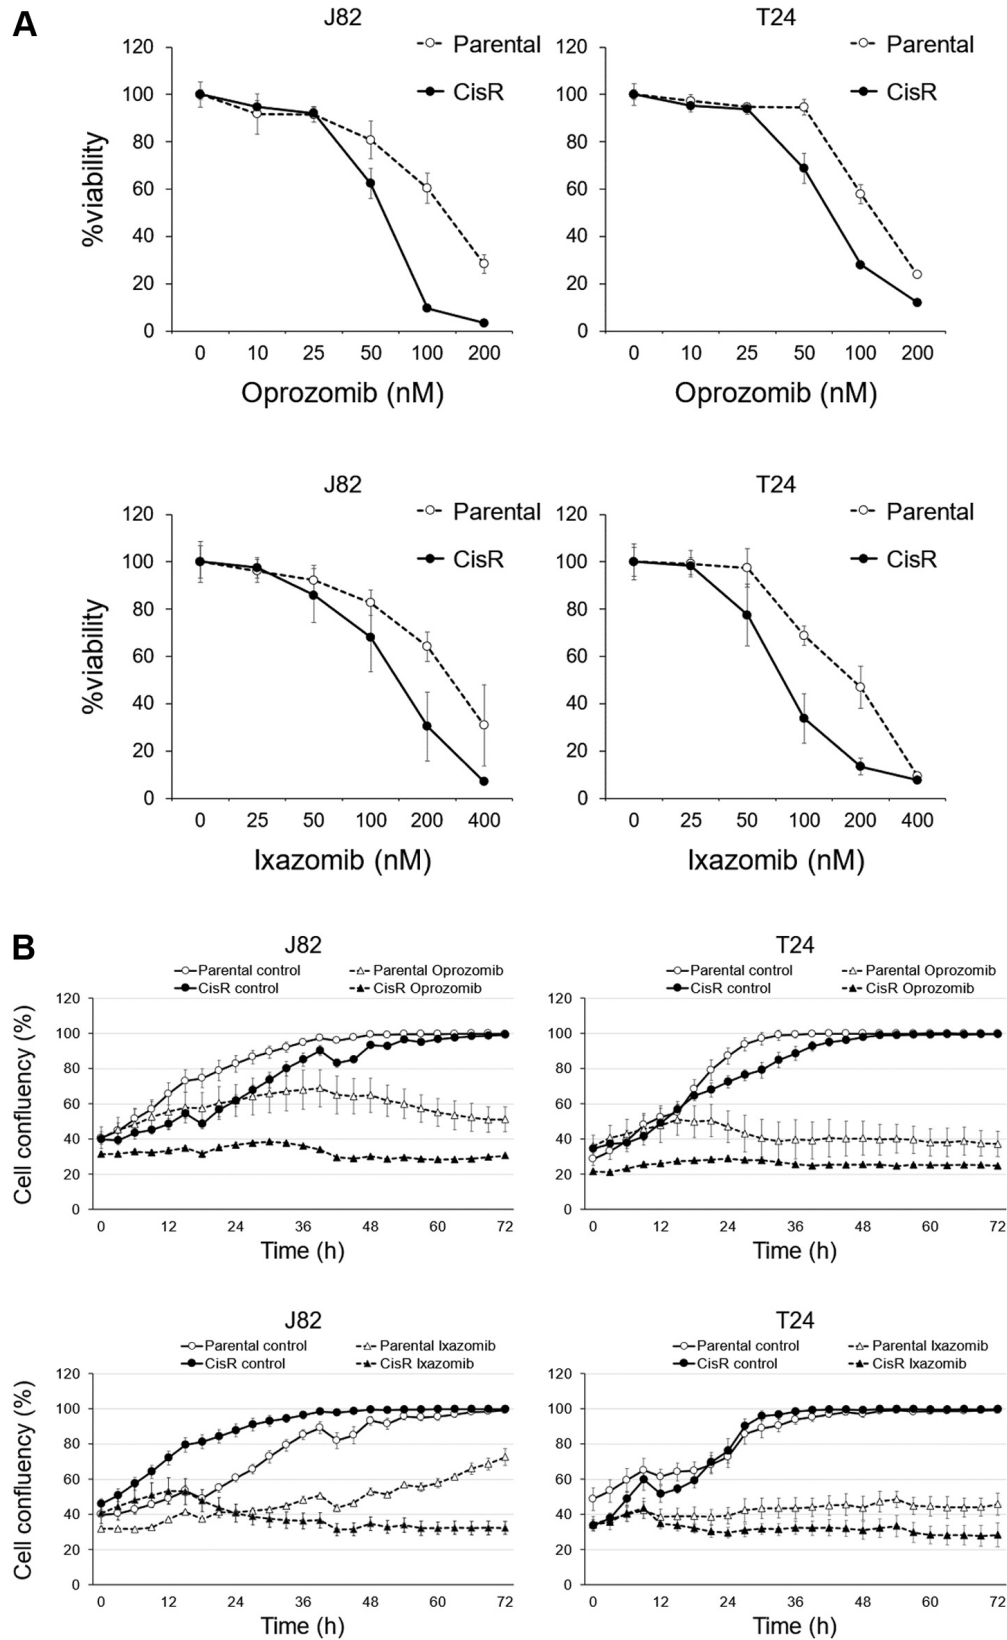 A
J82
T24
Parental
CisR
Parental
CisR
120
100
80
60
40
20
0
%viability
0 10 25 50 100 200
Oprozomib (nM)
120
100
80
60
40
20
0
0 10 25 50 100 200
Oprozomib (nM)
J82
T24
Parental
CisR
Parental
CisR
120
100
80
60
40
20
0
%viability
0 25 50 100 200 400
Ixazomib (nM)
120
100
80
60
40
20
0
0 25 50 100 200 400
Ixazomib (nM)
B
J82
Parental control Parental Oprozomib
CisR control CisR Oprozomib
120
100
80
60
40
20
0
Cell confluency (%)
0 12 24 36 48 60 72
Time (h)
T24
Parental control Parental Oprozomib
CisR control CisR Oprozomib
120
100
80
60
40
20
0
0 12 24 36 48 60 72
Time (h)
J82
Parental control Parental Ixazomib
CisR control CisR Ixazomib
120
100
80
60
40
20
0
Cell confluency (%)
0 12 24 36 48 60 72
Time (h)
T24
Parental control Parental Ixazomib
CisR control CisR Ixazomib
120
100
80
60
40
20
0
0 12 24 36 48 60 72
Time (h)